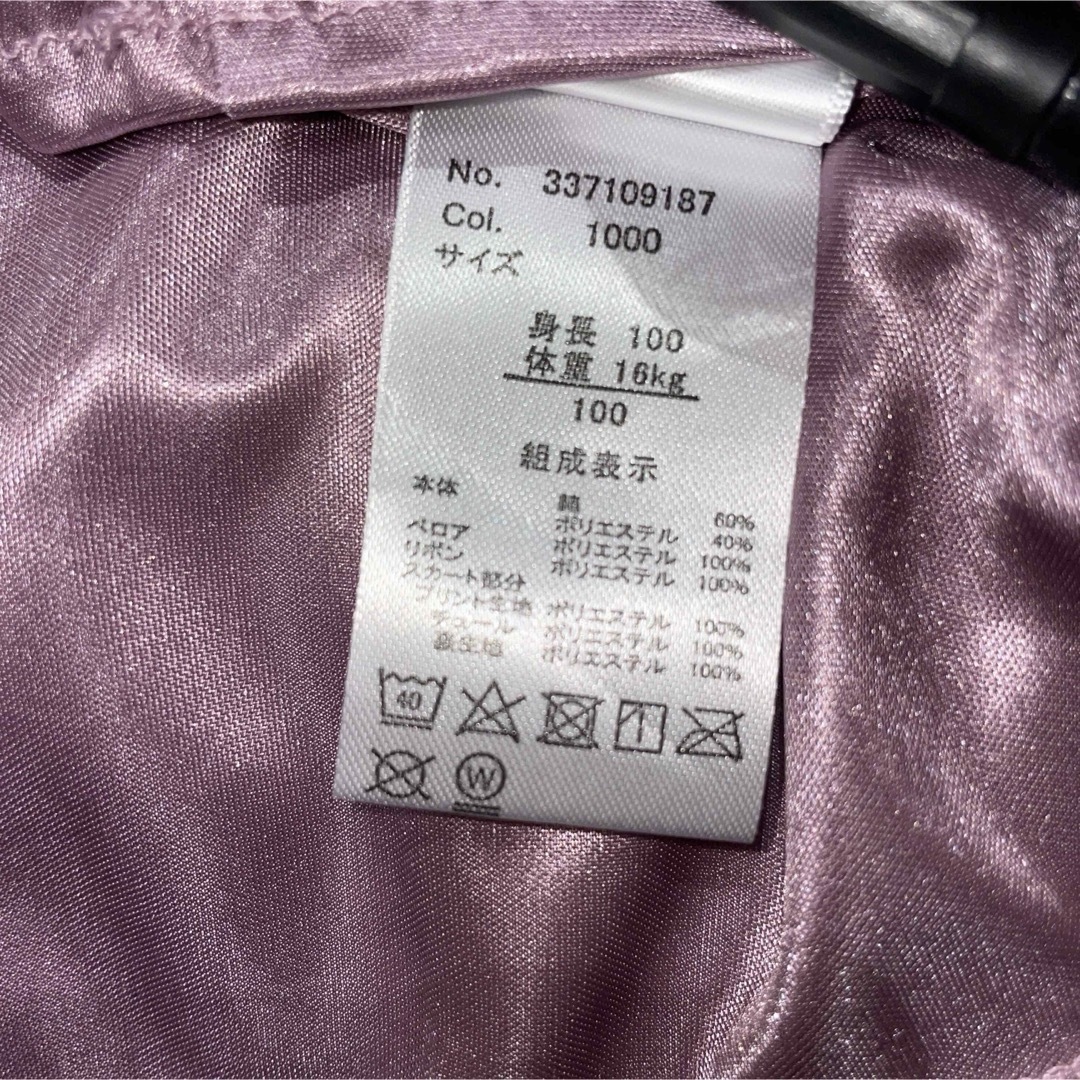 No. 337109187
Col. 1000
サイズ
身長 100
体重 16kg
100
組成表示
本体 綿 60%
ポリエステル 40%
ベロア ポリエステル 100%
リボン ポリエステル 100%
スカート部分
プリント生地 ポリエステル 100%
チュール ポリエステル 100%
裏生地 ポリエステル 100%
40
W